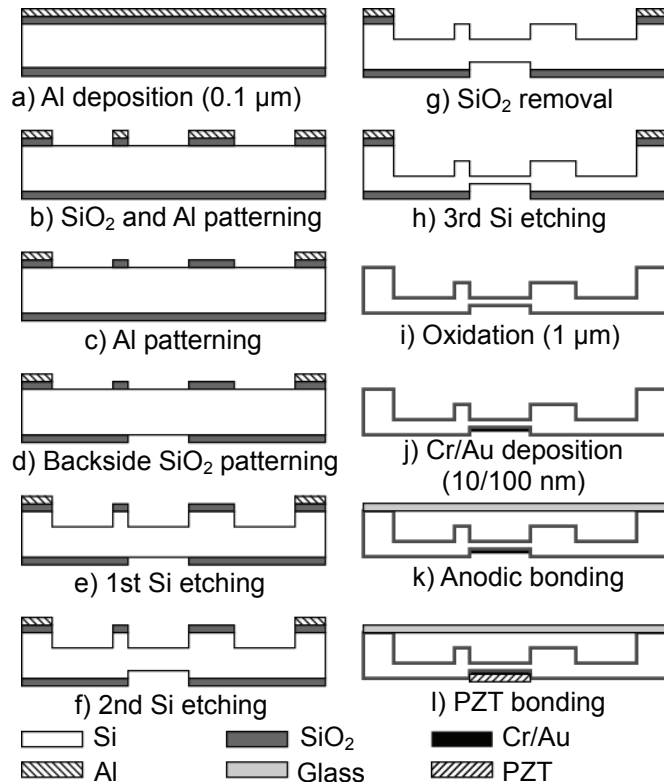 a) Al deposition (0.1 µm)
b) SiO₂ and Al patterning
c) Al patterning
d) Backside SiO₂ patterning
e) 1st Si etching
f) 2nd Si etching
g) SiO₂ removal
h) 3rd Si etching
i) Oxidation (1 µm)
j) Cr/Au deposition
(10/100 nm)
k) Anodic bonding
l) PZT bonding
Si
SiO₂
Cr/Au
Al
Glass
PZT